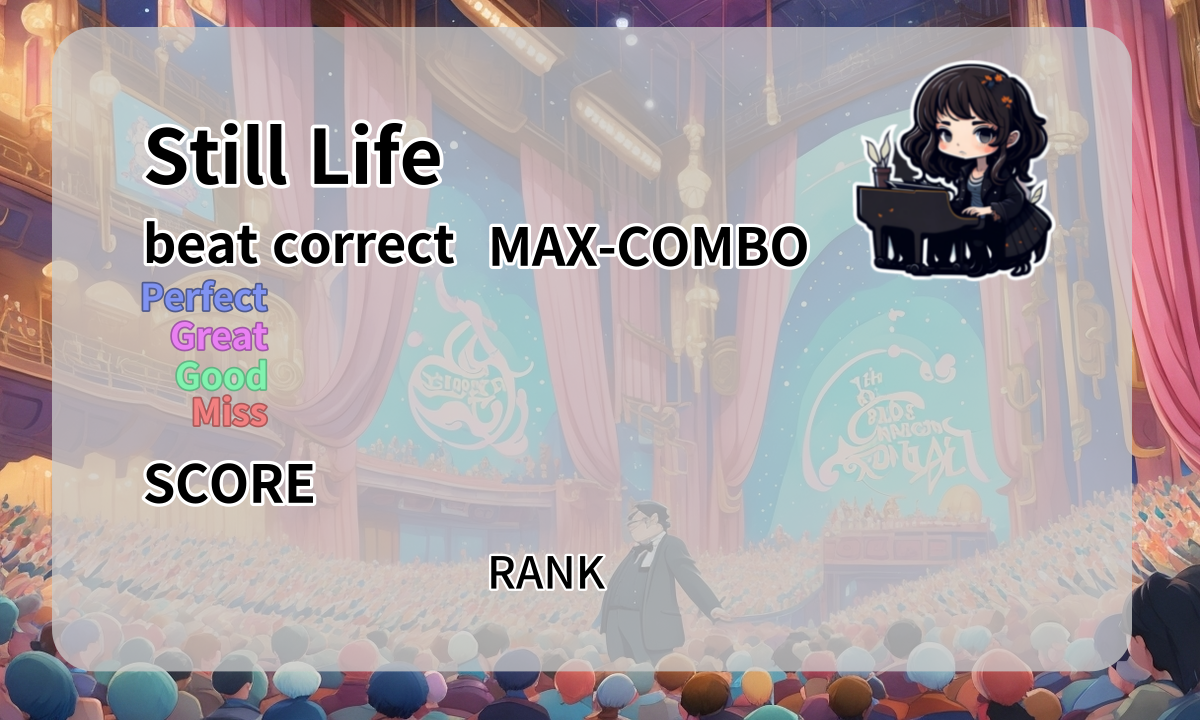 Still Life
beat correct
MAX-COMBO
Perfect
Great
Good
Miss
SCORE
RANK